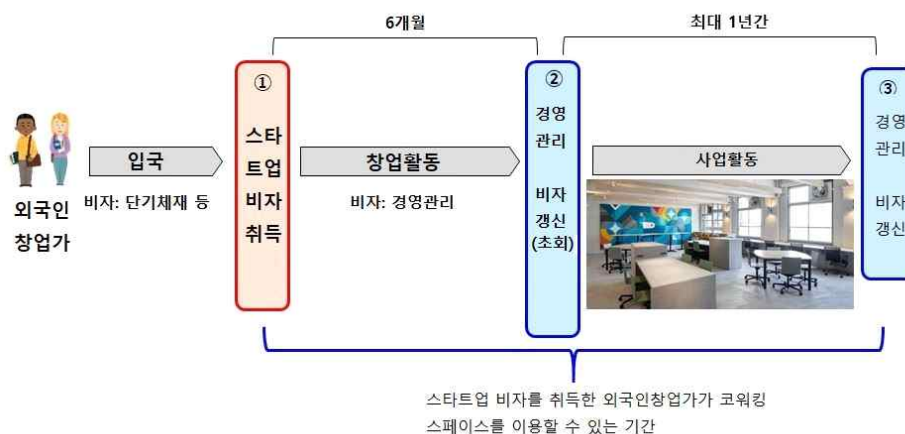 6개월
최대 1년간
①
스타
트업
비자
취득
②
경영
관리
비자
갱신
(초회)
③
경영
관리
비자
갱신
외국인
창업가
입국
비자: 단기체재 등
창업활동
비자: 경영관리
사업활동
스타트업 비자를 취득한 외국인창업가가 코워킹
스페이스를 이용할 수 있는 기간